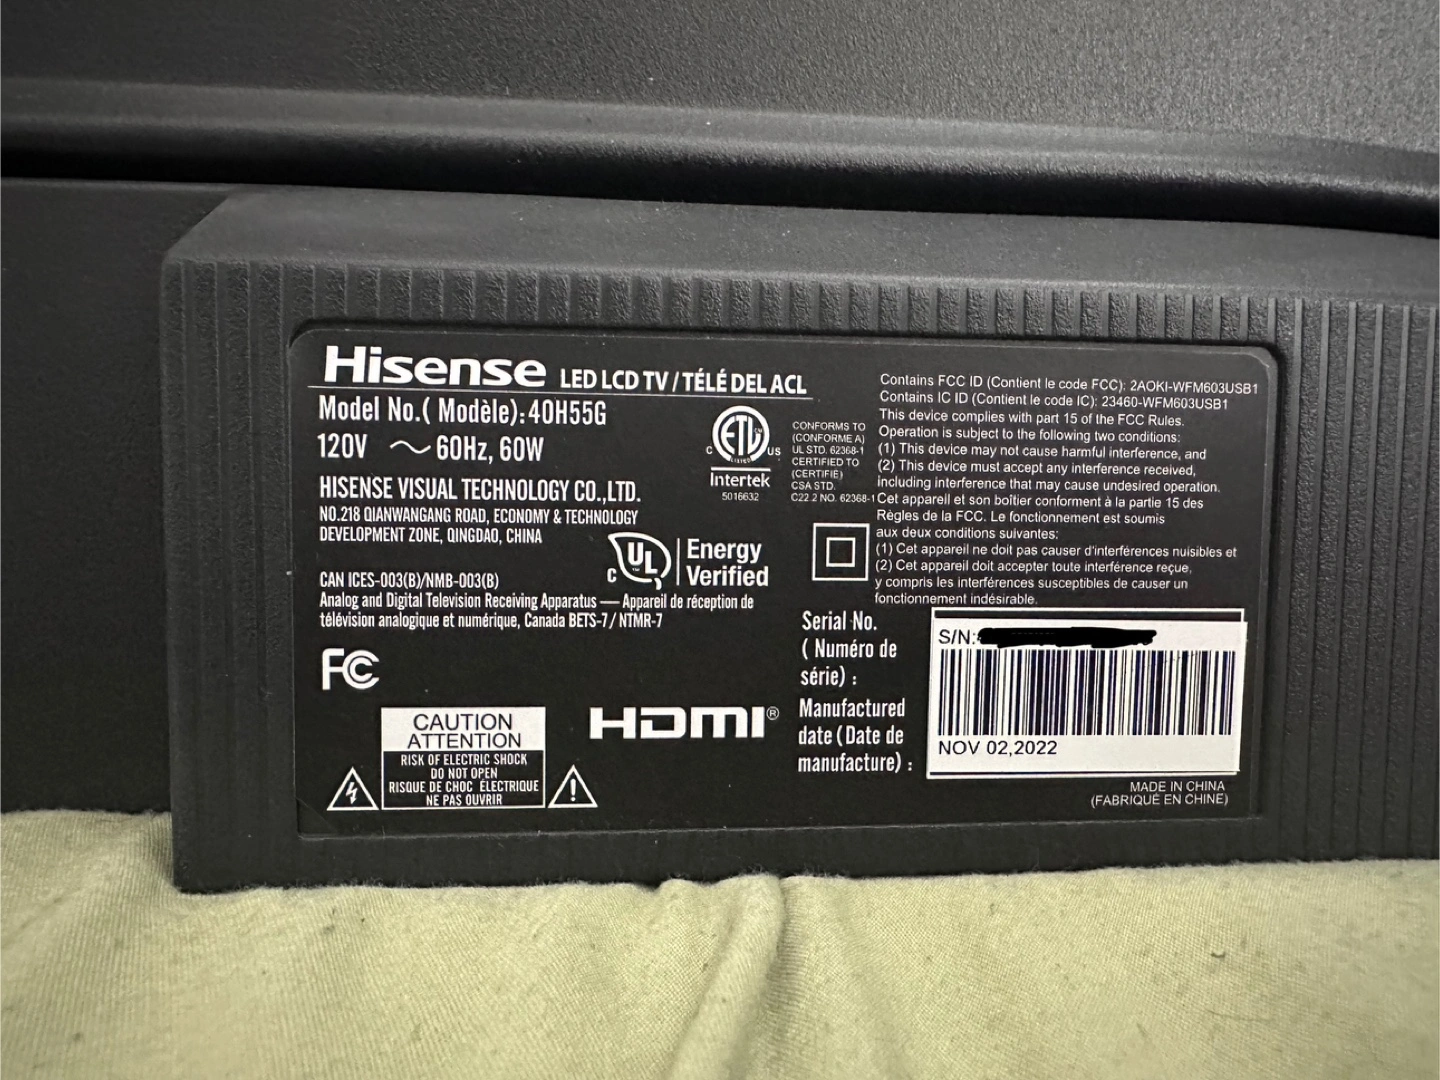 Hisense LED LCD TV / TÉLÉ DEL ACL
Model No.( Modèle):40H55G
120V ～60Hz, 60W
HISENSE VISUAL TECHNOLOGY CO.,LTD.
NO.218 QIANWANGANG ROAD, ECONOMY & TECHNOLOGY
DEVELOPMENT ZONE, QINGDAO, CHINA
C UL Energy
Verified
CAN ICES-003(B)/NMB-003(B)
Analog and Digital Television Receiving Apparatus — Appareil de réception de
télévision analogique et numérique, Canada BETS-7/ NTMR-7
FC
CAUTION
ATTENTION
RISK OF ELECTRIC SHOCK
DO NOT OPEN
RISQUE DE CHOC ÉLECTRIQUE
NE PAS OUVRIR
HDMI®
C ETL US
LISTED
Intertek
5016632
CONFORMS TO
(CONFORME A)
UL STD. 62368-1
CERTIFIED TO
(CERTIFIÉ)
CSA STD.
C22.2 NO. 62368-1
Contains FCC ID (Contient le code FCC): 2AOKI-WFM603USB1
Contains IC ID (Contient le code IC): 23460-WFM603USB1
This device complies with part 15 of the FCC Rules.
Operation is subject to the following two conditions:
(1) This device may not cause harmful interference, and
(2) This device must accept any interference received,
including interference that may cause undesired operation.
Cet appareil et son boîtier conforment à la partie 15 des
Règles de la FCC. Le fonctionnement est soumis
aux deux conditions suivantes:
(1) Cet appareil ne doit pas causer d'interférences nuisibles et
(2) Cet appareil doit accepter toute interférence reçue,
y compris les interférences susceptibles de causer un
fonctionnement indésirable.
Serial No.
( Numéro de
série) :
S/N:
Manufactured
date (Date de
manufacture) :
NOV 02,2022
MADE IN CHINA
(FABRIQUÉ EN CHINE)